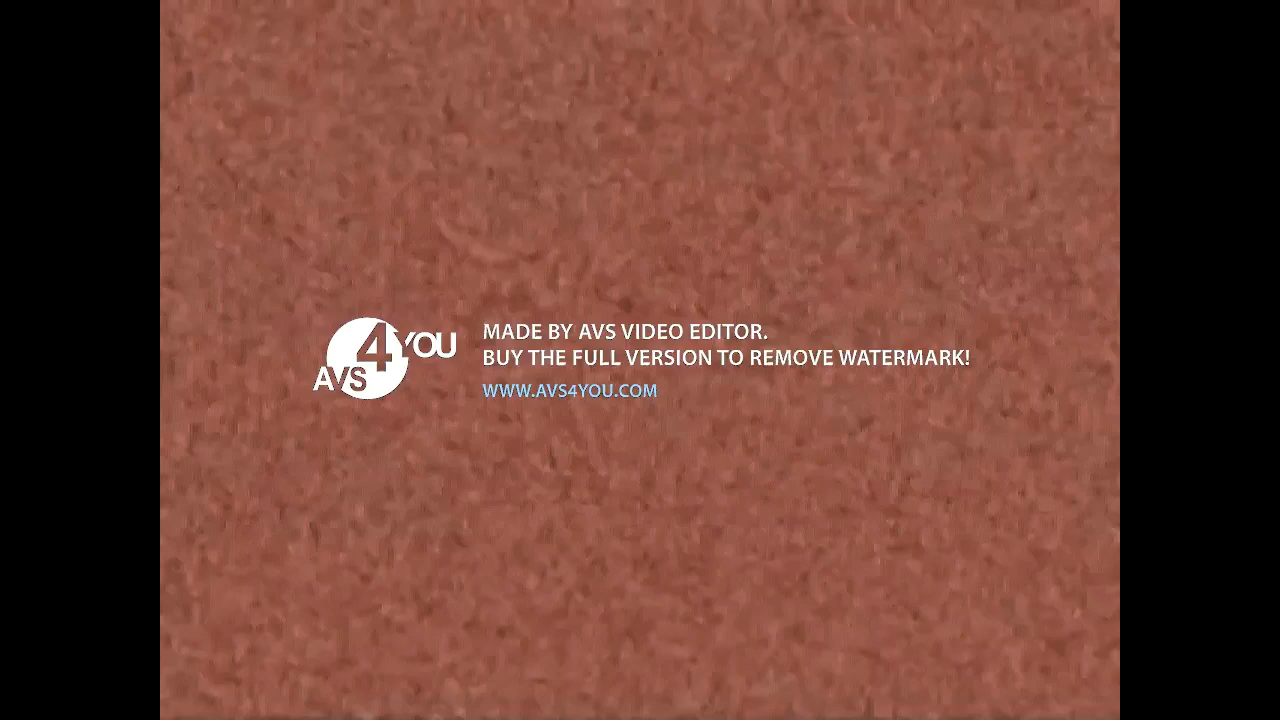 AVS4YOU
MADE BY AVS VIDEO EDITOR.
BUY THE FULL VERSION TO REMOVE WATERMARK!
WWW.AVS4YOU.COM